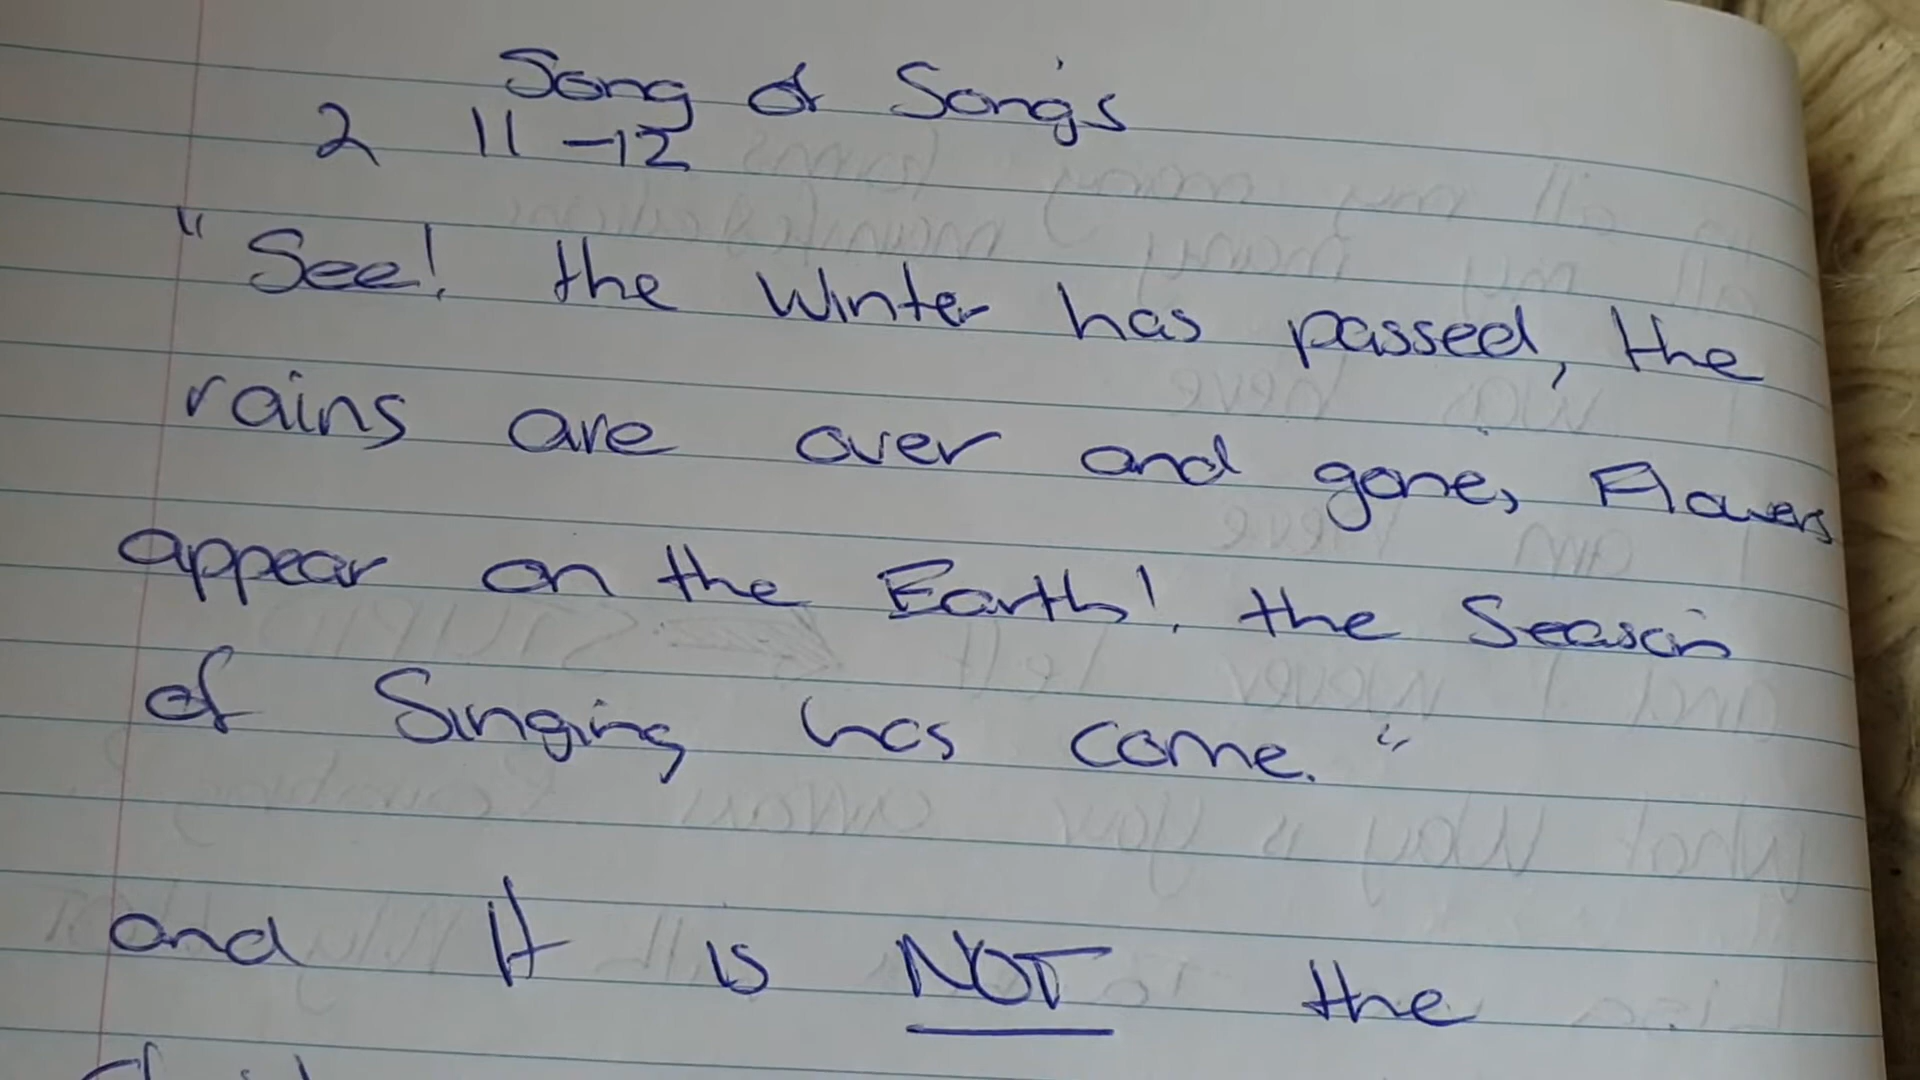 Song of Song's
2 11-12
"See! the Winter has passed, the
rains are over and gone, Flowers
appear on the Earth!, the Season
of Singing has come."
and It is NOT the